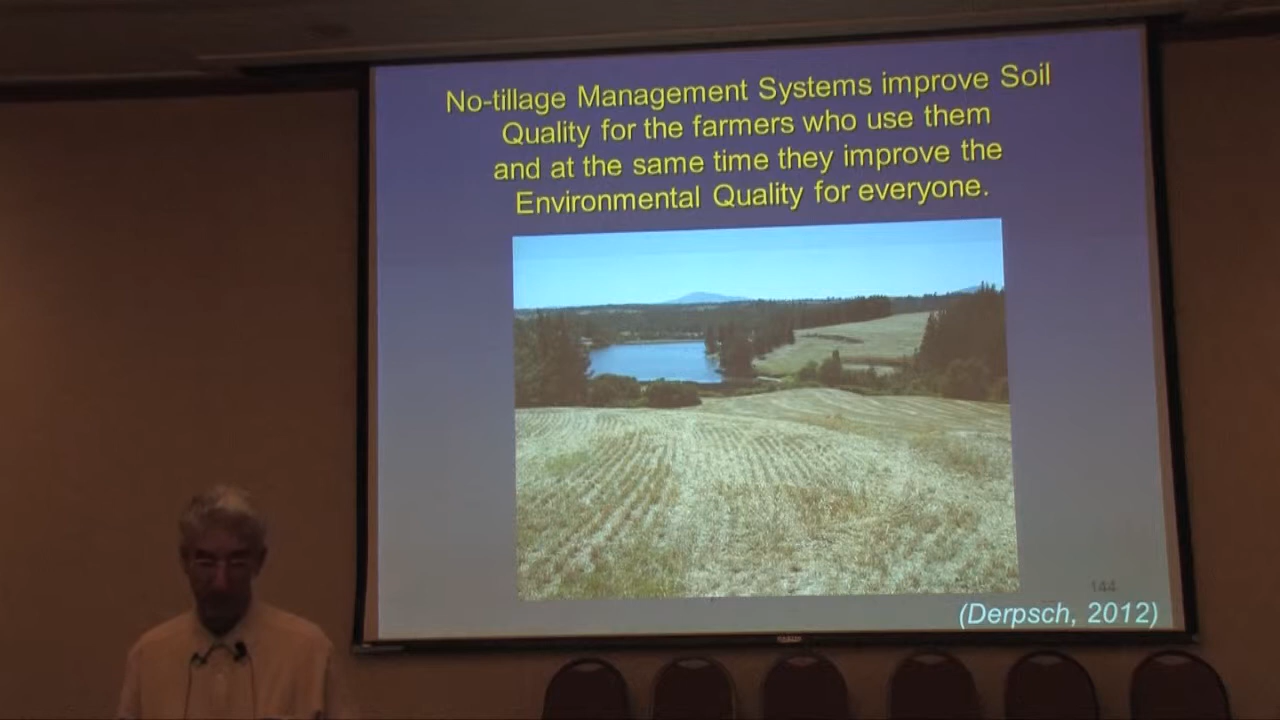 No-tillage Management Systems improve Soil
Quality for the farmers who use them
and at the same time they improve the
Environmental Quality for everyone.
144
(Derpsch, 2012)